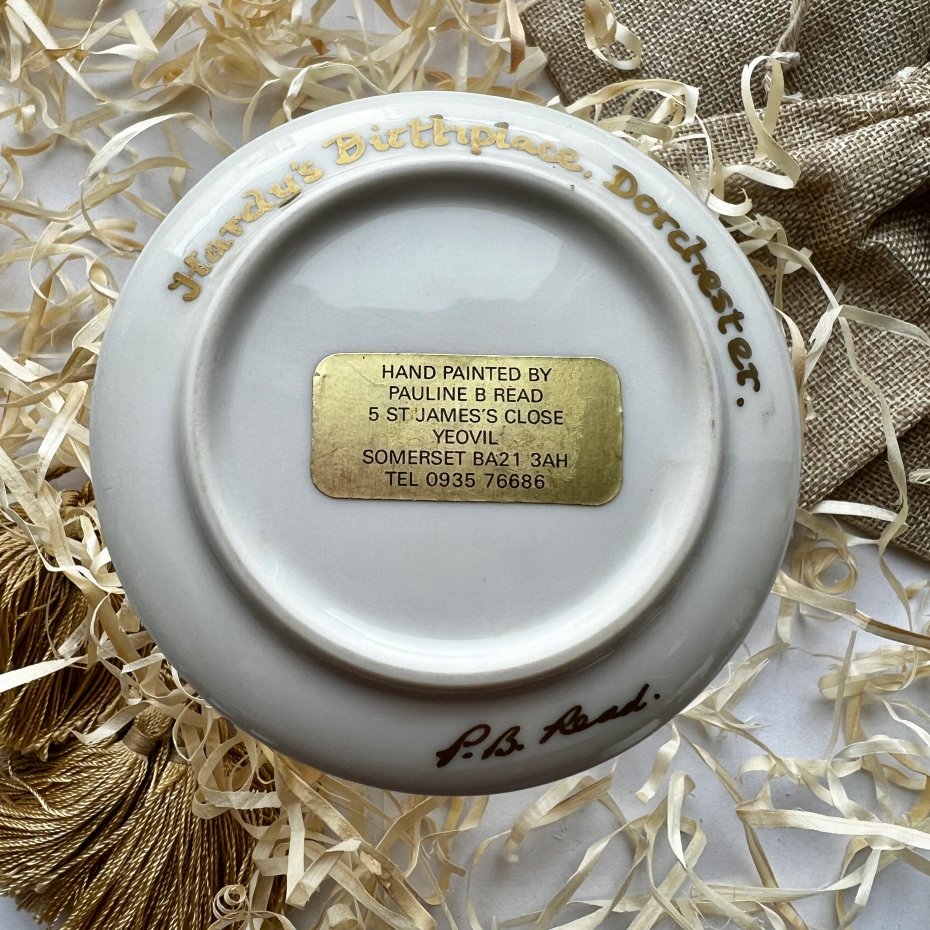 Hardy's Birthplace. Dorchester.
HAND PAINTED BY
PAULINE B READ
5 ST JAMES'S CLOSE
YEOVIL
SOMERSET BA21 3AH
TEL 0935 76686
P.B. Read.